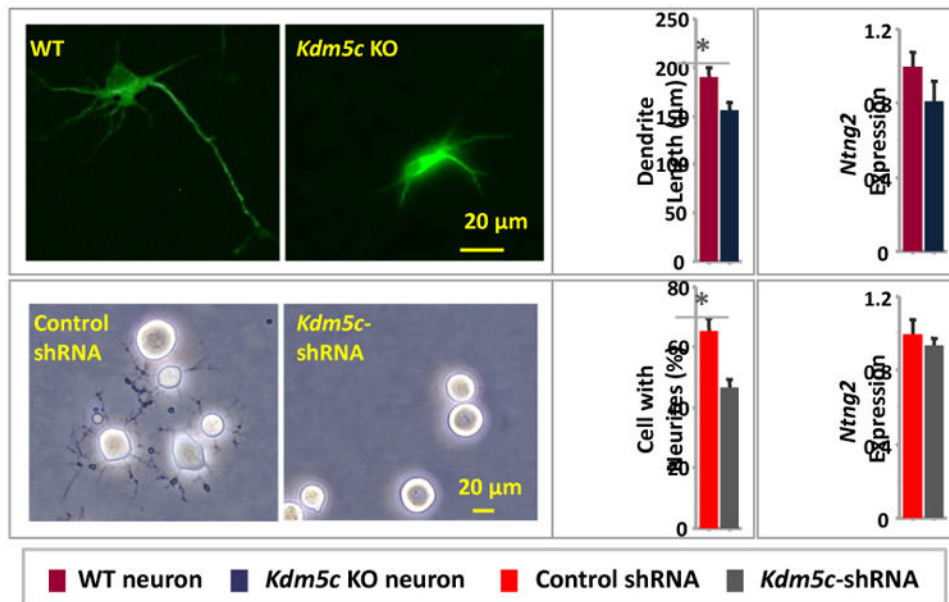 WT
Kdm5c KO
20 μm
*
Dendrite
Length (μm)
250
200
150
100
50
0
Ntng2
Expression
1.2
0.8
0.4
0
Control
shRNA
Kdm5c-
shRNA
20 μm
*
Cell with
Neurites (%)
80
60
40
20
0
Ntng2
Expression
1.2
0.8
0.4
0
WT neuron
Kdm5c KO neuron
Control shRNA
Kdm5c-shRNA